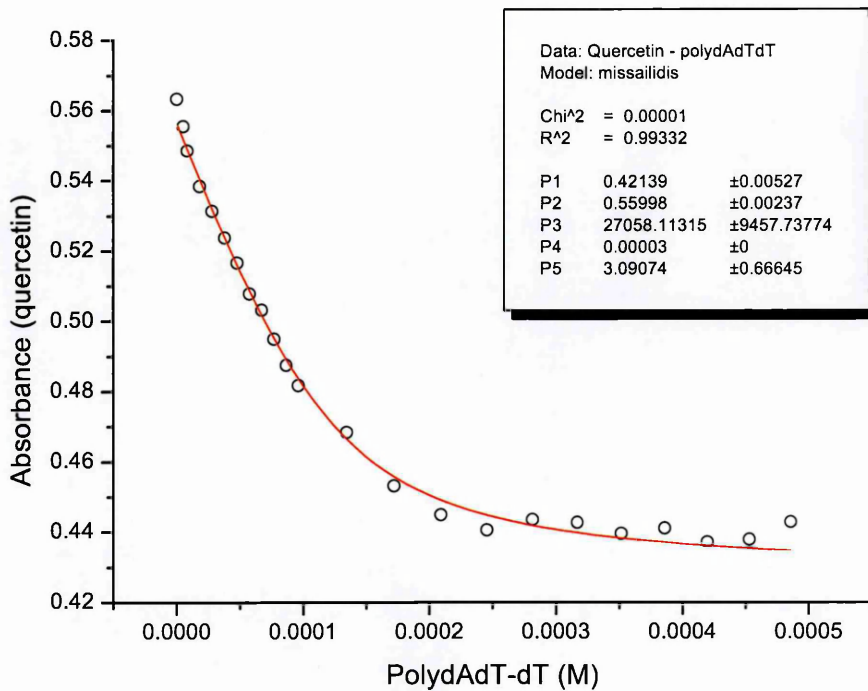 Data: Quercetin - polydAdTdT
Model: missailidis
Chi^2 = 0.00001
R^2 = 0.99332
P1 0.42139 ±0.00527
P2 0.55998 ±0.00237
P3 27058.11315 ±9457.73774
P4 0.00003 ±0
P5 3.09074 ±0.66645
Absorbance (quercetin)
0.58
0.56
0.54
0.52
0.50
0.48
0.46
0.44
0.42
0.0000 0.0001 0.0002 0.0003 0.0004 0.0005
PolydAdT-dT (M)